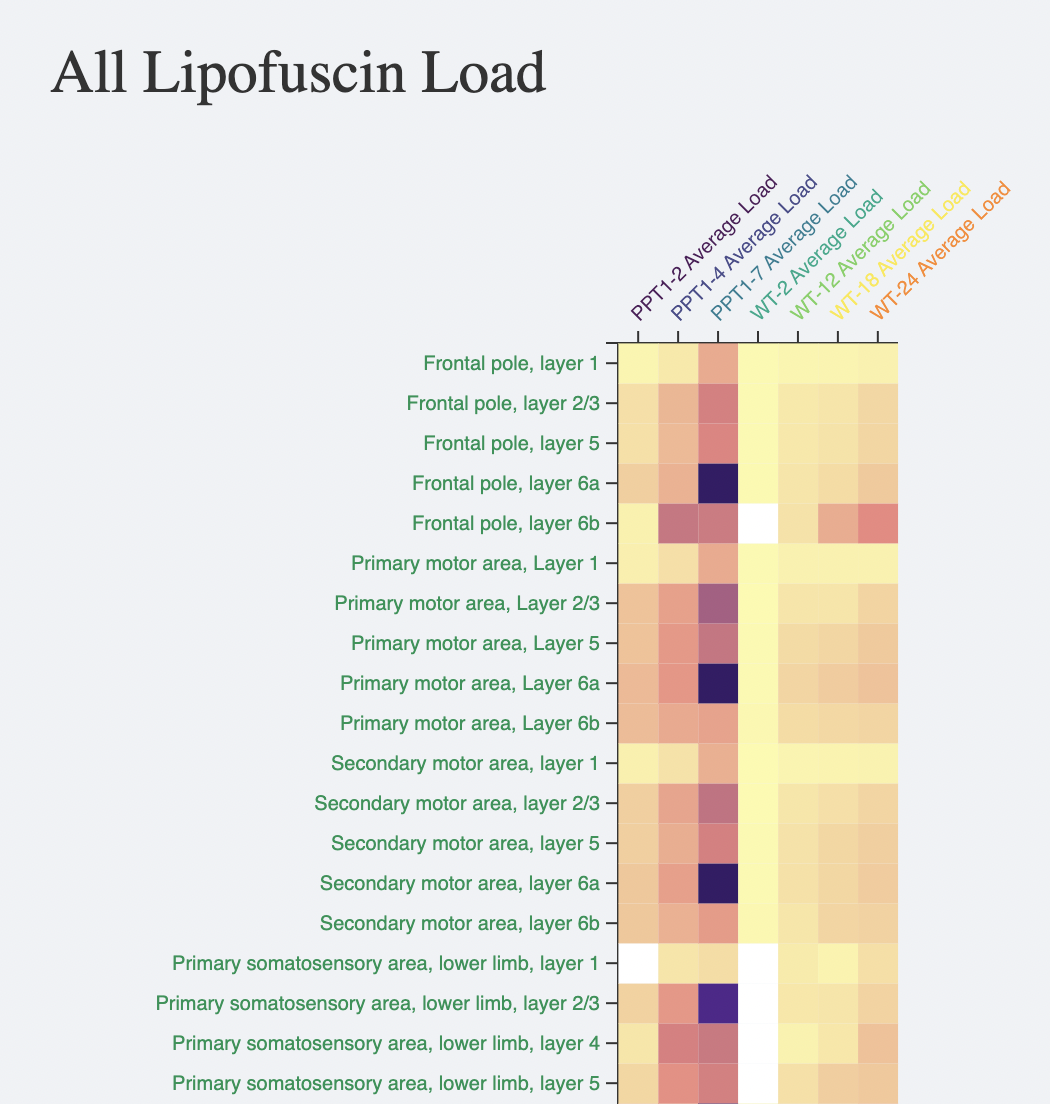 All Lipofuscin Load
PPT1-2 Average Load
PPT1-4 Average Load
PPT1-7 Average Load
WT-2 Average Load
WT-12 Average Load
WT-18 Average Load
WT-24 Average Load
Frontal pole, layer 1
Frontal pole, layer 2/3
Frontal pole, layer 5
Frontal pole, layer 6a
Frontal pole, layer 6b
Primary motor area, Layer 1
Primary motor area, Layer 2/3
Primary motor area, Layer 5
Primary motor area, Layer 6a
Primary motor area, Layer 6b
Secondary motor area, layer 1
Secondary motor area, layer 2/3
Secondary motor area, layer 5
Secondary motor area, layer 6a
Secondary motor area, layer 6b
Primary somatosensory area, lower limb, layer 1
Primary somatosensory area, lower limb, layer 2/3
Primary somatosensory area, lower limb, layer 4
Primary somatosensory area, lower limb, layer 5